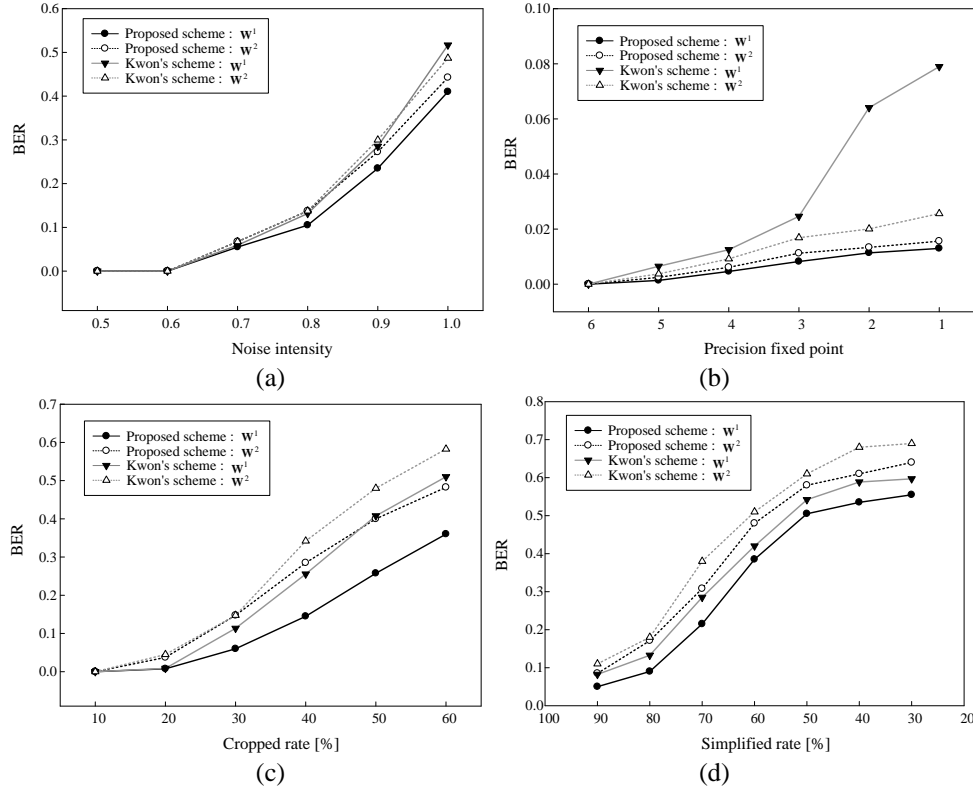 Proposed scheme : W¹
Proposed scheme : W²
Kwon's scheme : W¹
Kwon's scheme : W²
BER
0.6
0.5
0.4
0.3
0.2
0.1
0.0
0.5 0.6 0.7 0.8 0.9 1.0
Noise intensity
(a)
Proposed scheme : W¹
Proposed scheme : W²
Kwon's scheme : W¹
Kwon's scheme : W²
BER
0.10
0.08
0.06
0.04
0.02
0.00
6 5 4 3 2 1
Precision fixed point
(b)
Proposed scheme : W¹
Proposed scheme : W²
Kwon's scheme : W¹
Kwon's scheme : W²
BER
0.7
0.6
0.5
0.4
0.3
0.2
0.1
0.0
10 20 30 40 50 60
Cropped rate [%]
(c)
Proposed scheme : W¹
Proposed scheme : W²
Kwon's scheme : W¹
Kwon's scheme : W²
BER
0.8
0.7
0.6
0.5
0.4
0.3
0.2
0.1
0.0
100 90 80 70 60 50 40 30 20
Simplified rate [%]
(d)